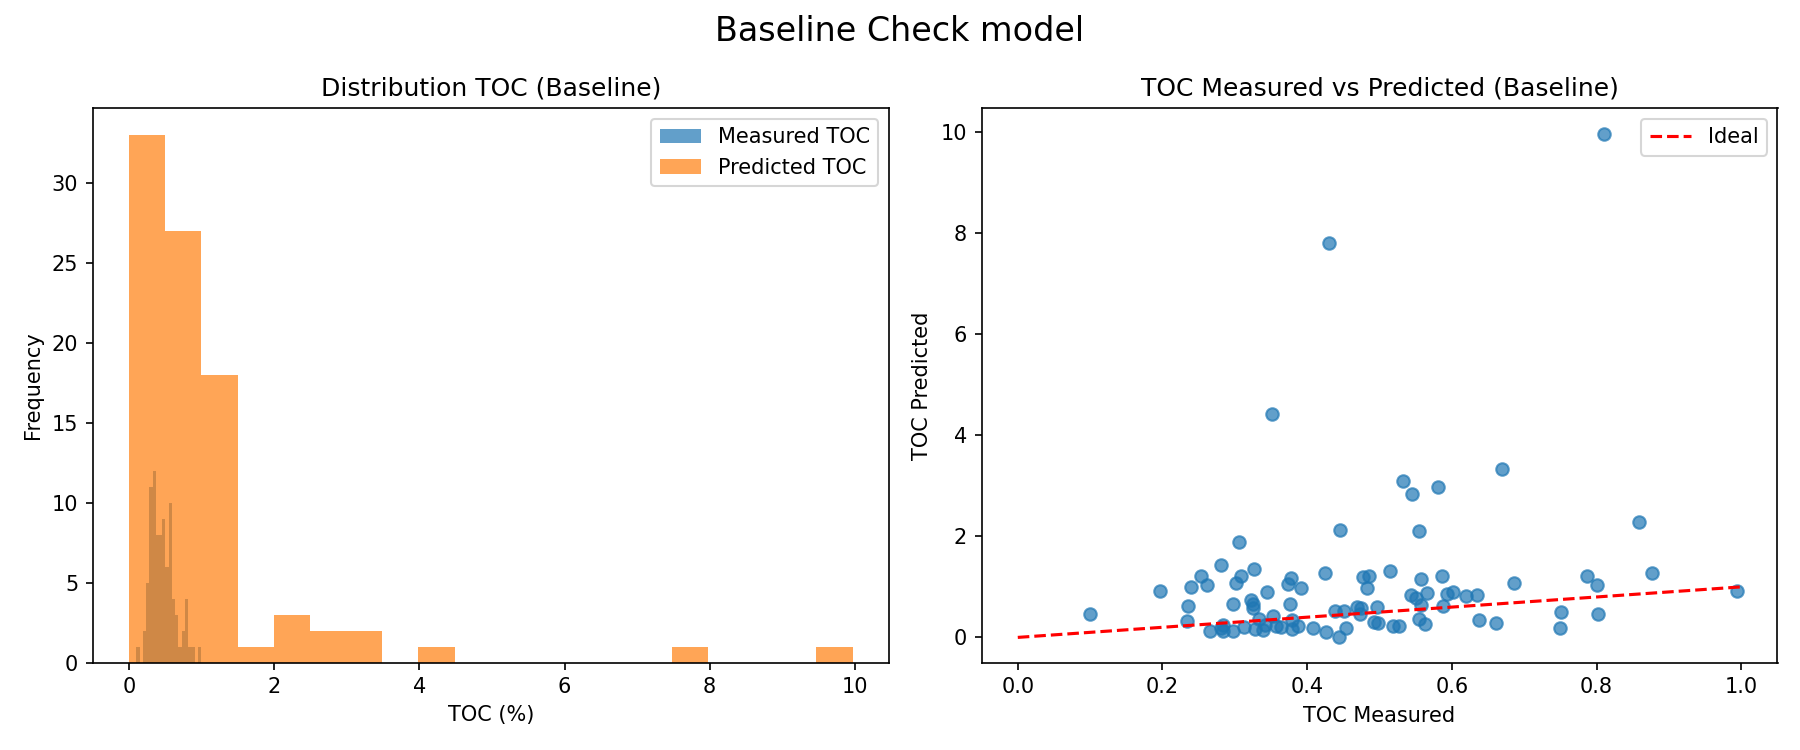 Baseline Check model
Distribution TOC (Baseline)
Measured TOC
Predicted TOC
Frequency
30
25
20
15
10
5
0
0 2 4 6 8 10
TOC (%)
TOC Measured vs Predicted (Baseline)
Ideal
TOC Predicted
10
8
6
4
2
0
0.0 0.2 0.4 0.6 0.8 1.0
TOC Measured